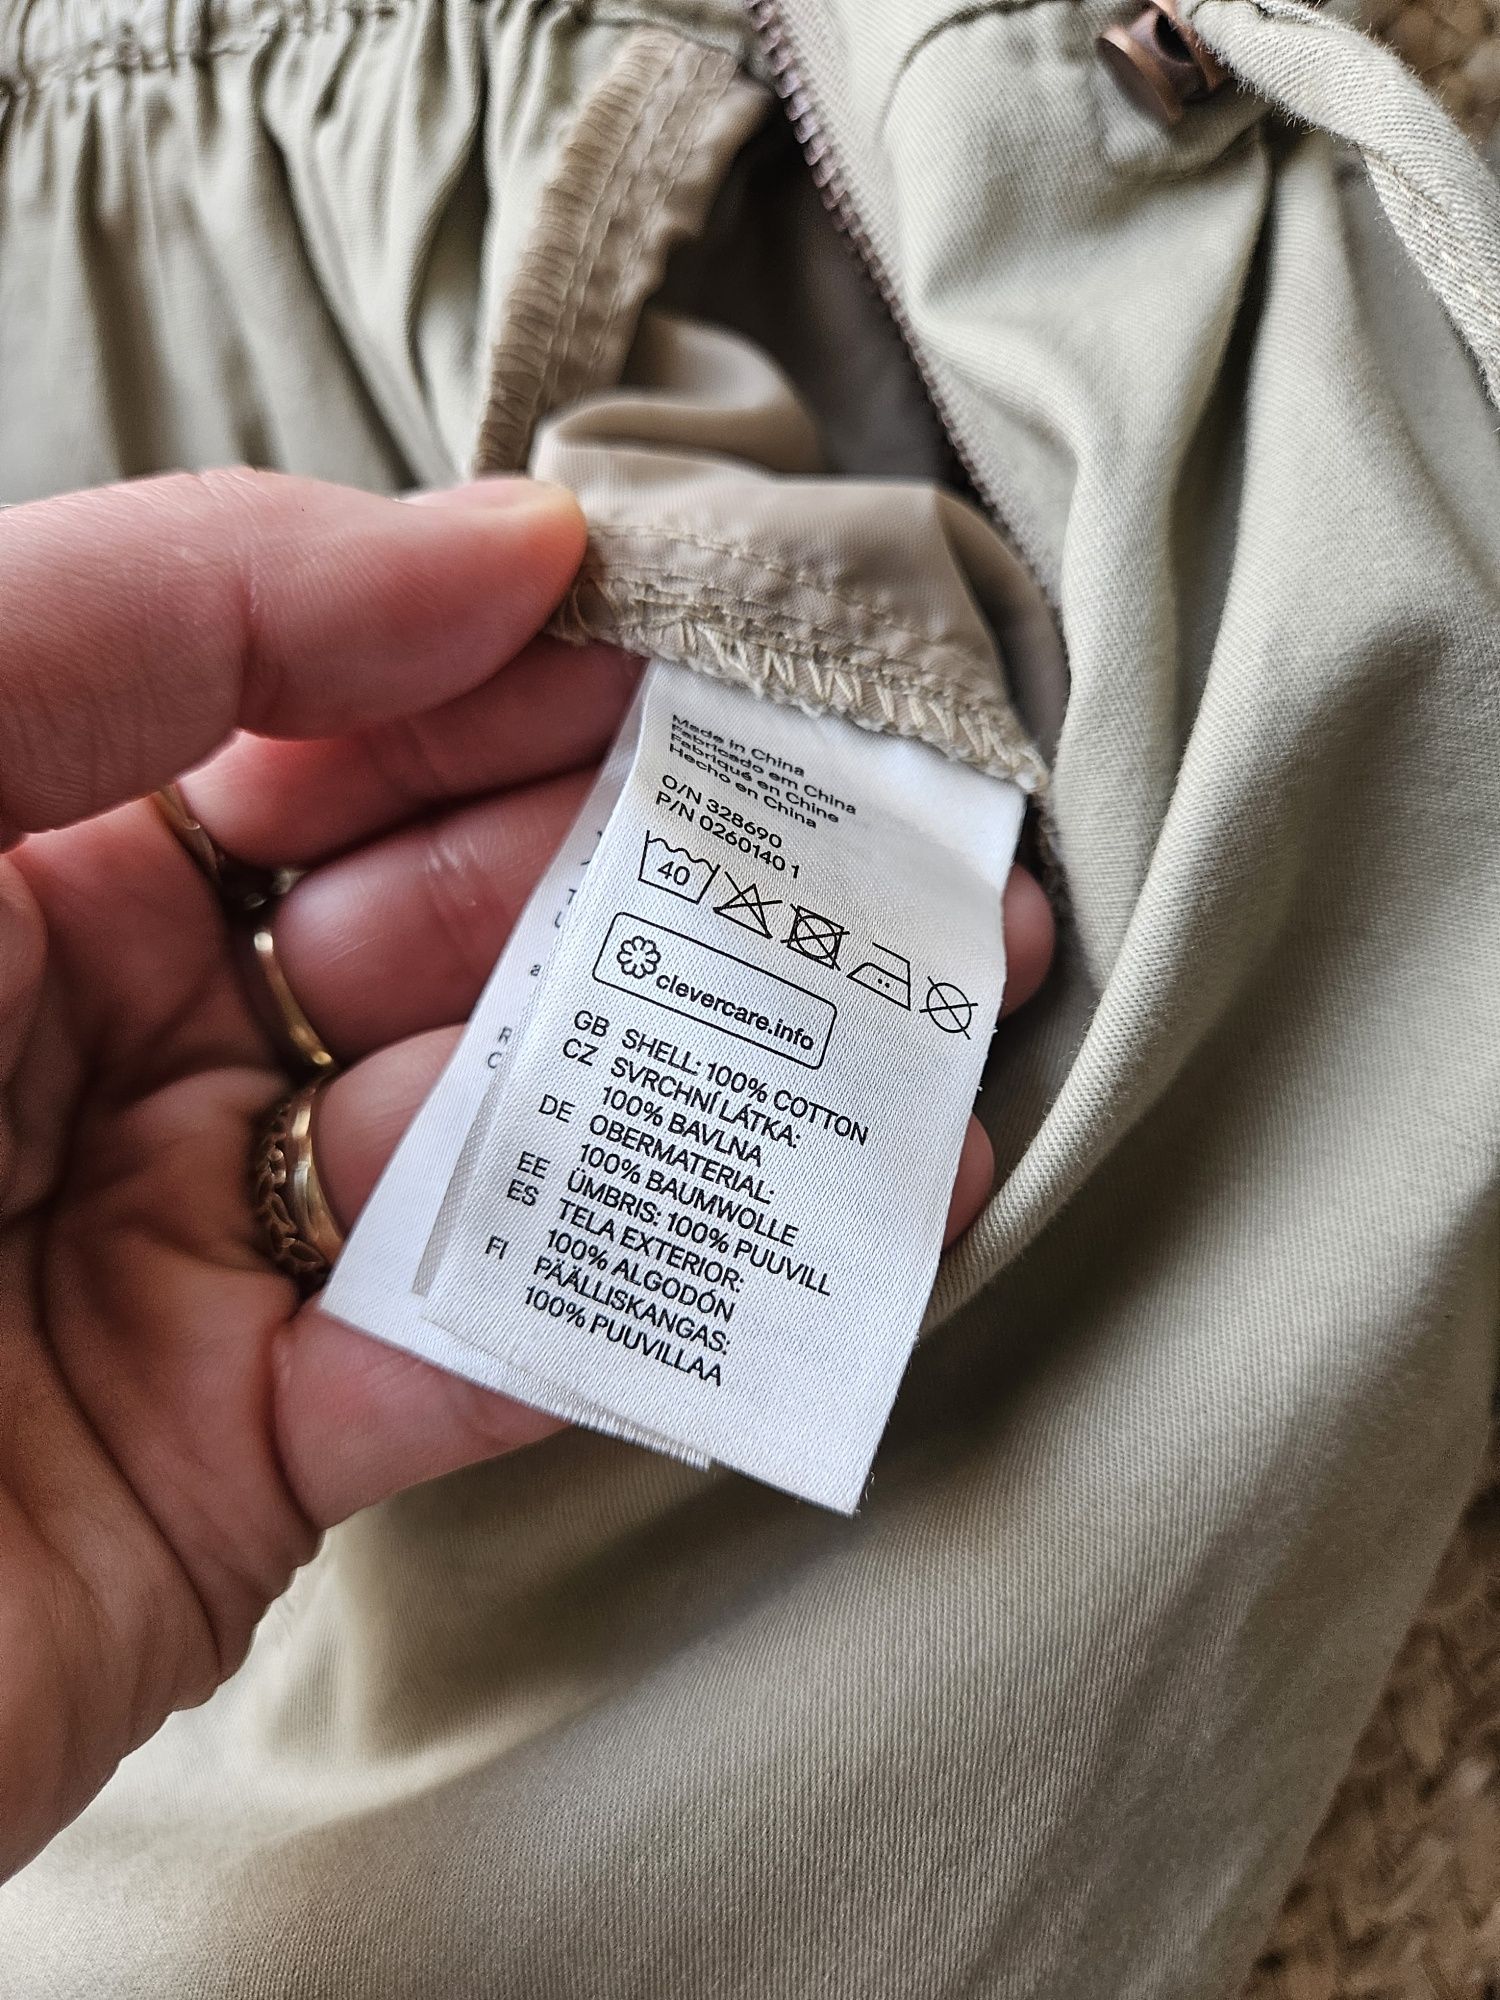 Made in China
Fabricado em China
Fabriqué en Chine
Hecho en China
O/N 328690
P/N 0260140 1
40
clevercare.info
GB SHELL: 100% COTTON
CZ SVRCHNÍ LÁTKA:
100% BAVLNA
DE OBERMATERIAL:
100% BAUMWOLLE
EE ÜMBRIS: 100% PUUVILL
ES TELA EXTERIOR:
100% ALGODÓN
FI PÄÄLLISKANGAS:
100% PUUVILLAA